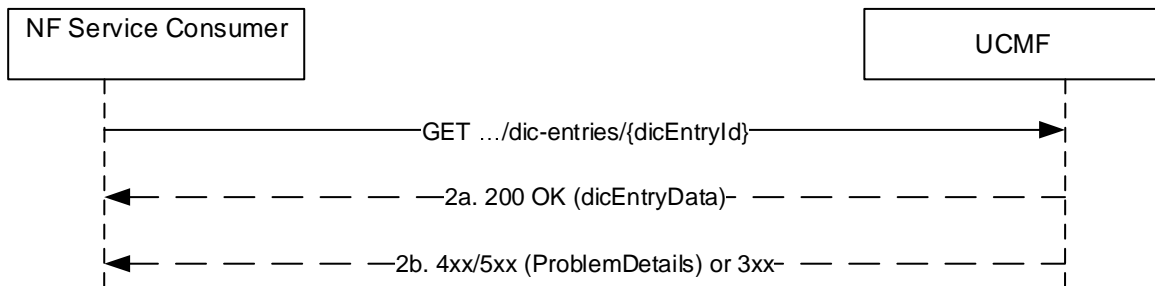 NF Service Consumer
UCMF
GET …/dic-entries/{dicEntryId}
2a. 200 OK (dicEntryData)
2b. 4xx/5xx (ProblemDetails) or 3xx